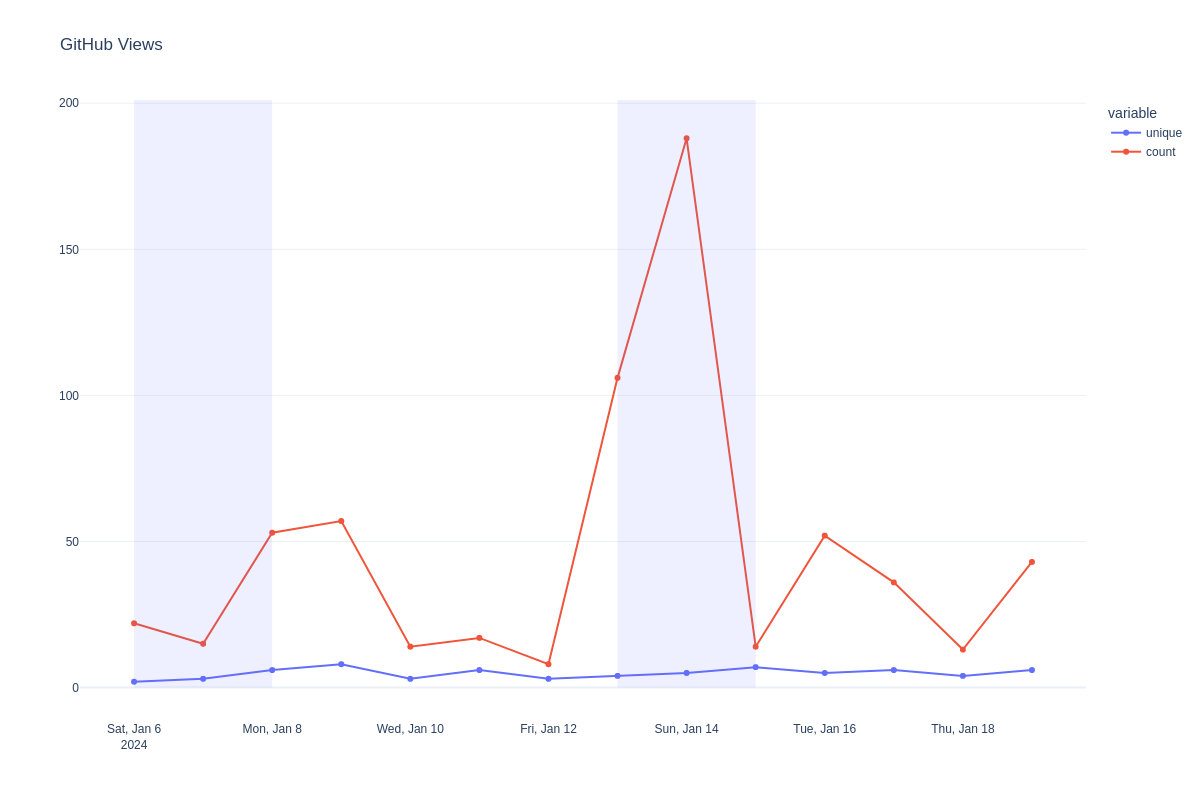 GitHub Views
200
150
100
50
0
Sat, Jan 6
2024
Mon, Jan 8
Wed, Jan 10
Fri, Jan 12
Sun, Jan 14
Tue, Jan 16
Thu, Jan 18
variable
unique
count